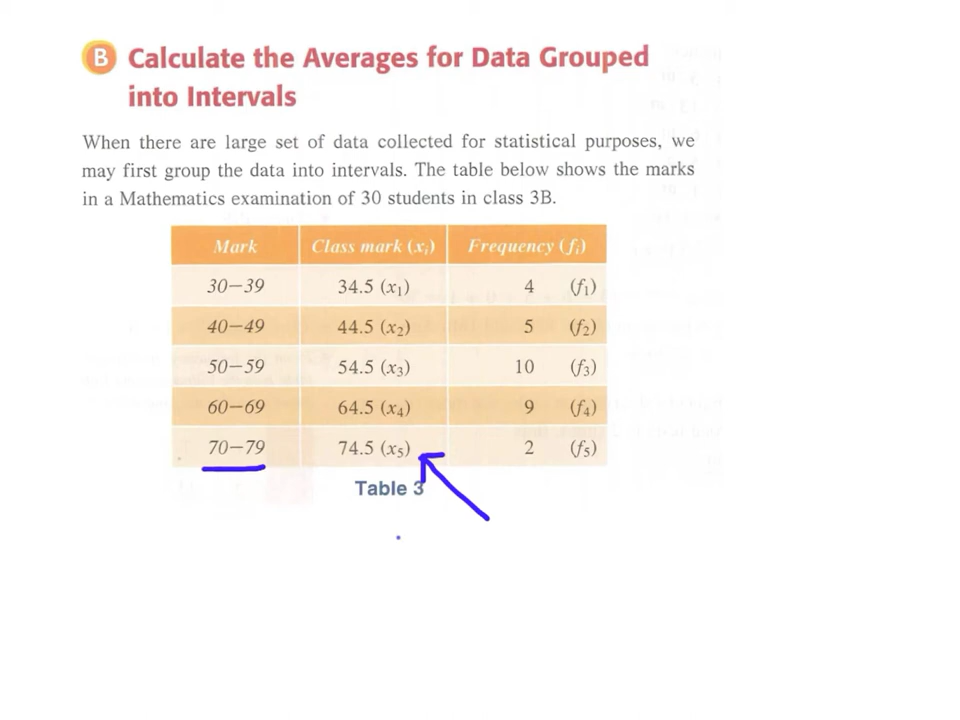 B Calculate the Averages for Data Grouped
into Intervals
When there are large set of data collected for statistical purposes, we
may first group the data into intervals. The table below shows the marks
in a Mathematics examination of 30 students in class 3B.
Mark Class mark (xᵢ) Frequency (fᵢ)
30–39 34.5 (x₁) 4 (f₁)
40–49 44.5 (x₂) 5 (f₂)
50–59 54.5 (x₃) 10 (f₃)
60–69 64.5 (x₄) 9 (f₄)
70–79 74.5 (x₅) 2 (f₅)
Table 3